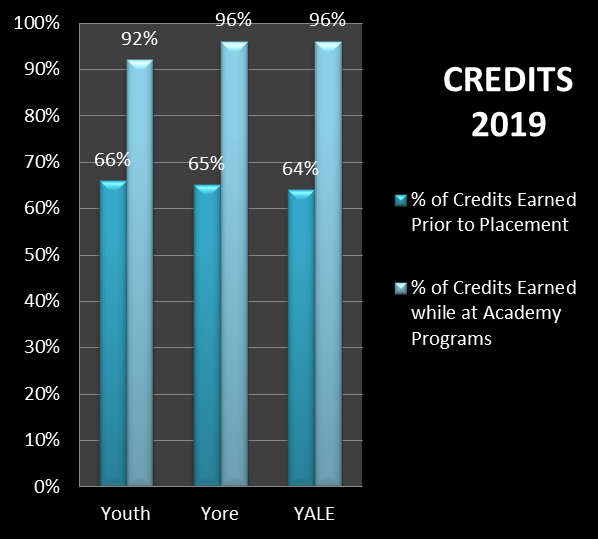 CREDITS
2019
100%
90%
80%
70%
60%
50%
40%
30%
20%
10%
0%
92%
96%
96%
66%
65%
64%
Youth
Yore
YALE
% of Credits Earned
Prior to Placement
% of Credits Earned
while at Academy
Programs